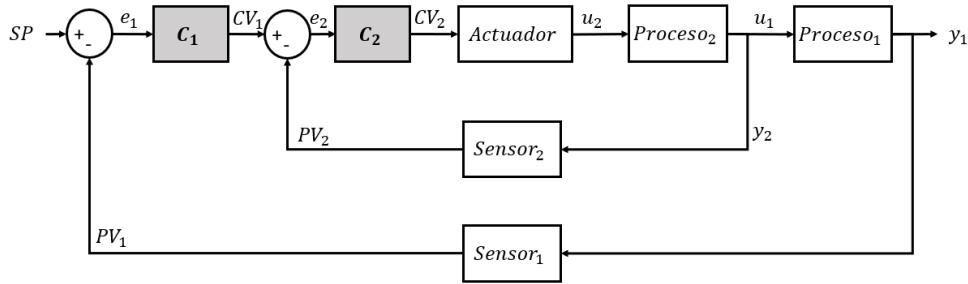 SP
+
-
e₁
C₁
CV₁
+
-
e₂
C₂
CV₂
Actuador
u₂
Proceso₂
u₁
Proceso₁
y₁
PV₂
Sensor₂
y₂
PV₁
Sensor₁